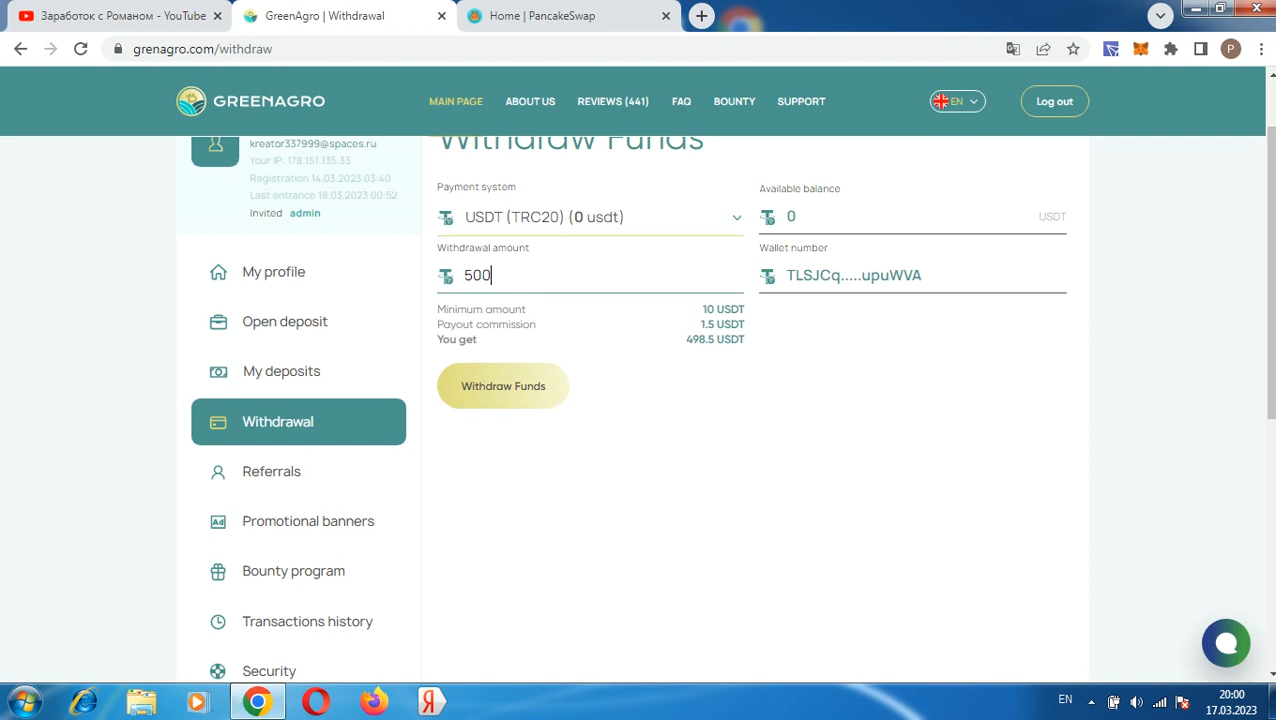 Заработок с Романом - YouTube
GreenAgro | Withdrawal
Home | PancakeSwap
grenagro.com/withdraw
P
GREENAGRO
MAIN PAGE
ABOUT US
REVIEWS (441)
FAQ
BOUNTY
SUPPORT
EN
Log out
kreator337999@spaces.ru
Your IP: 178.151.135.33
Registration 14.03.2023 03:40
Last entrance 18.03.2023 00:52
Invited admin
My profile
Open deposit
My deposits
Withdrawal
Referrals
Ad
Promotional banners
Bounty program
Transactions history
Security
Withdraw Funds
Payment system
USDT (TRC20) (0 usdt)
Available balance
0
USDT
Withdrawal amount
500
Wallet number
TLSJCq.....upuWVA
Minimum amount 10 USDT
Payout commission 1.5 USDT
You get 498.5 USDT
Withdraw Funds
EN
20:00
17.03.2023